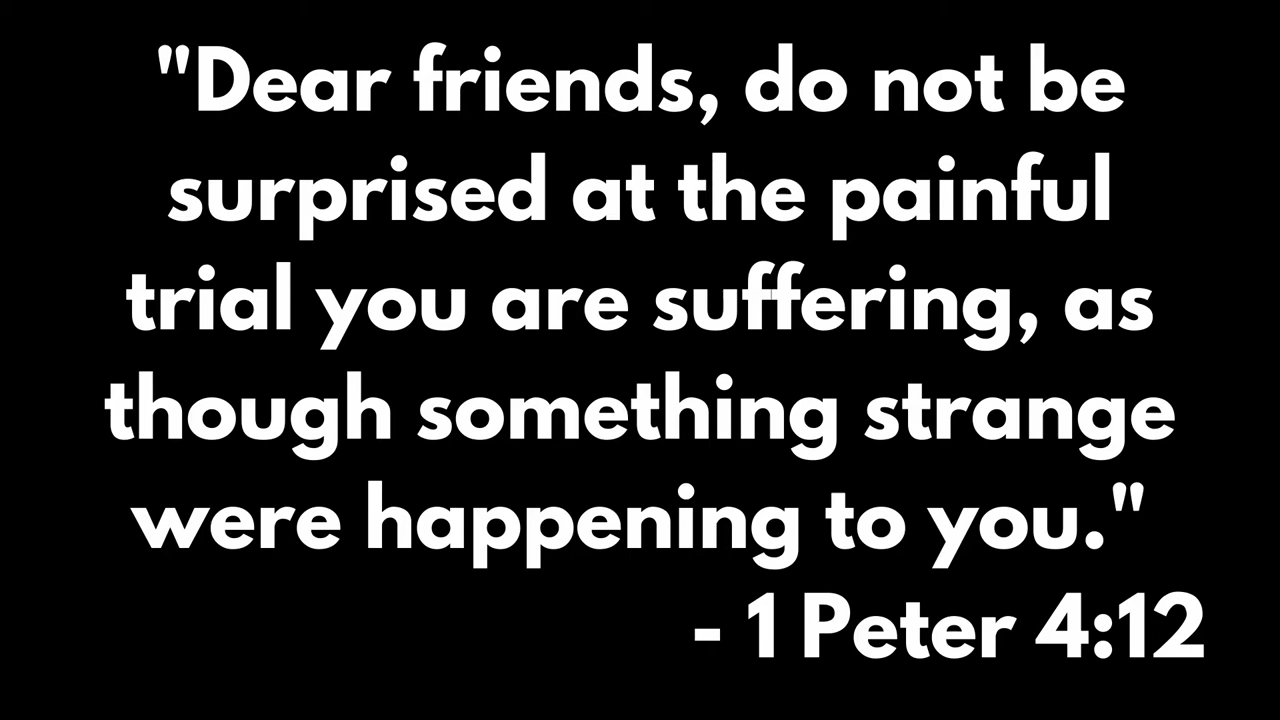 "Dear friends, do not be
surprised at the painful
trial you are suffering, as
though something strange
were happening to you."
- 1 Peter 4:12